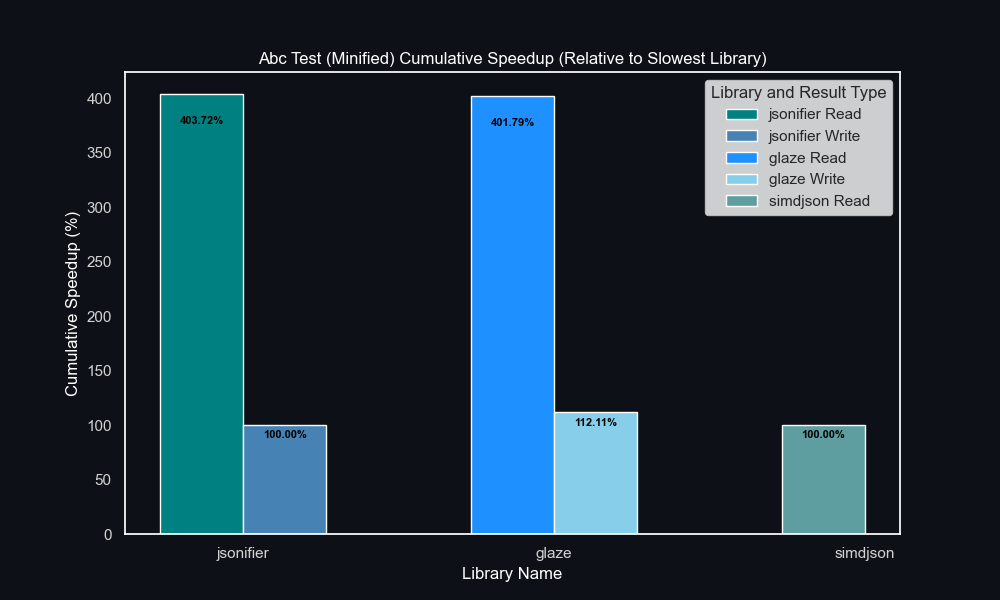 Abc Test (Minified) Cumulative Speedup (Relative to Slowest Library)
Library and Result Type
jsonifier Read
jsonifier Write
glaze Read
glaze Write
simdjson Read
Cumulative Speedup (%)
400
350
300
250
200
150
100
50
0
403.72%
100.00%
401.79%
112.11%
100.00%
jsonifier
glaze
simdjson
Library Name